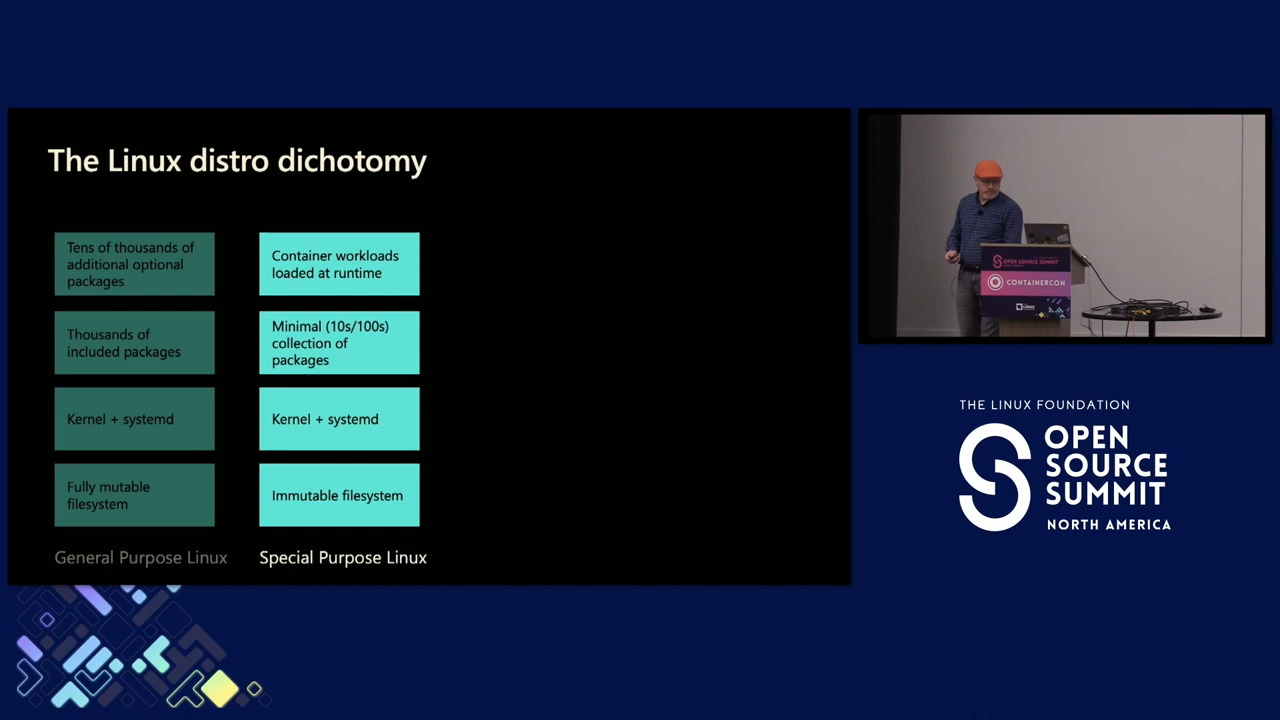 The Linux distro dichotomy
Tens of thousands of
additional optional
packages
Thousands of
included packages
Kernel + systemd
Fully mutable
filesystem
General Purpose Linux
Container workloads
loaded at runtime
Minimal (10s/100s)
collection of
packages
Kernel + systemd
Immutable filesystem
Special Purpose Linux
OPEN SOURCE SUMMIT
CONTAINERCON
THE LINUX FOUNDATION
OPEN
SOURCE
SUMMIT
NORTH AMERICA